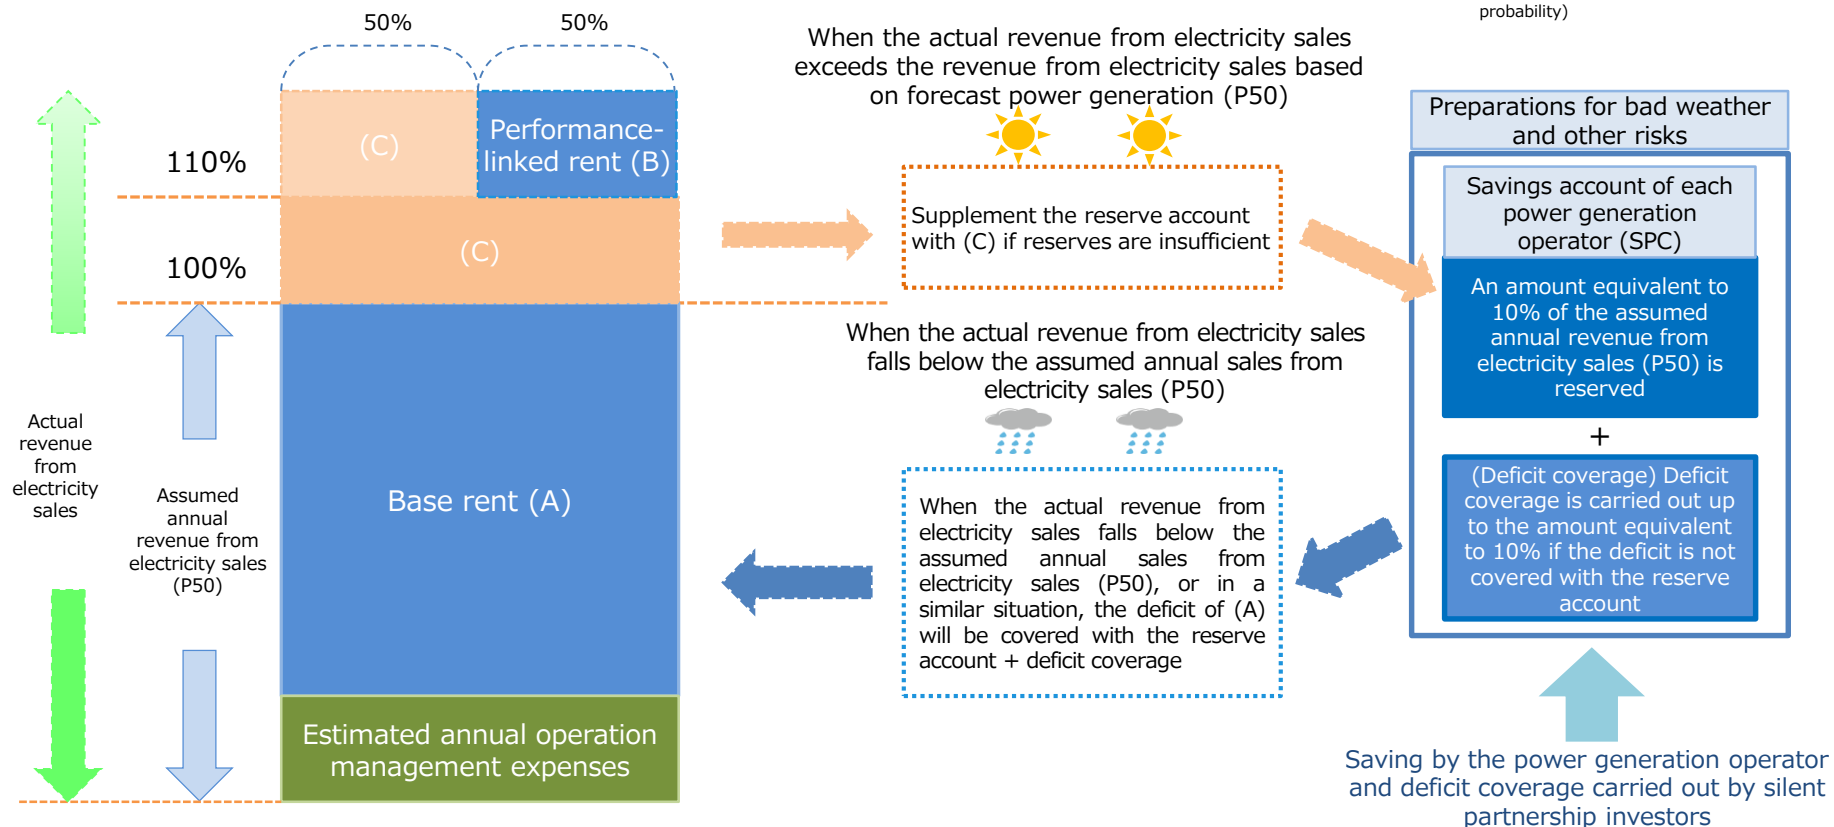 probability)
50%
50%
110%
100%
(C)
Performance-
linked rent (B)
(C)
Base rent (A)
Estimated annual operation
management expenses
Actual
revenue
from
electricity
sales
Assumed
annual
revenue from
electricity sales
(P50)
When the actual revenue from electricity sales
exceeds the revenue from electricity sales based
on forecast power generation (P50)
Supplement the reserve account
with (C) if reserves are insufficient
When the actual revenue from electricity sales
falls below the assumed annual sales from
electricity sales (P50)
When the actual revenue from
electricity sales falls below the
assumed annual sales from
electricity sales (P50), or in a
similar situation, the deficit of (A)
will be covered with the reserve
account + deficit coverage
Preparations for bad weather
and other risks
Savings account of each
power generation
operator (SPC)
An amount equivalent to
10% of the assumed
annual revenue from
electricity sales (P50) is
reserved
+
(Deficit coverage) Deficit
coverage is carried out up
to the amount equivalent
to 10% if the deficit is not
covered with the reserve
account
Saving by the power generation operator
and deficit coverage carried out by silent
partnership investors